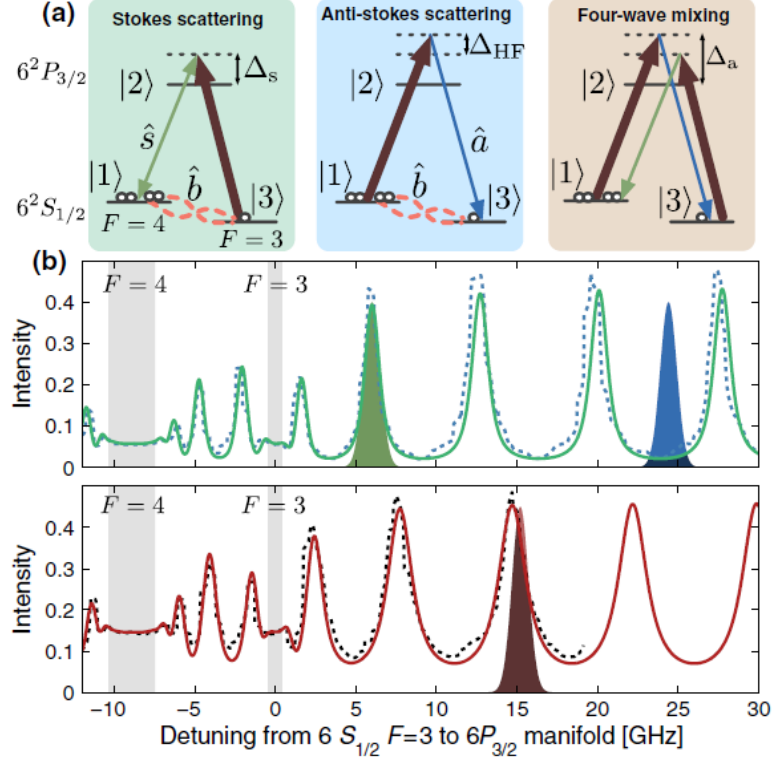 (a) Stokes scattering Anti-stokes scattering Four-wave mixing
6²P₃/₂ |2⟩ Δₛ |2⟩ Δ_HF |2⟩ Δₐ
ŝ â
|1⟩ b̂ |3⟩ |1⟩ b̂ |3⟩ |1⟩ |3⟩
6²S₁/₂ F = 4 F = 3
(b)
F = 4 F = 3
Intensity
0.4
0.3
0.2
0.1
0
F = 4 F = 3
Intensity
0.4
0.3
0.2
0.1
0
−10 −5 0 5 10 15 20 25 30
Detuning from 6 S₁/₂ F=3 to 6P₃/₂ manifold [GHz]